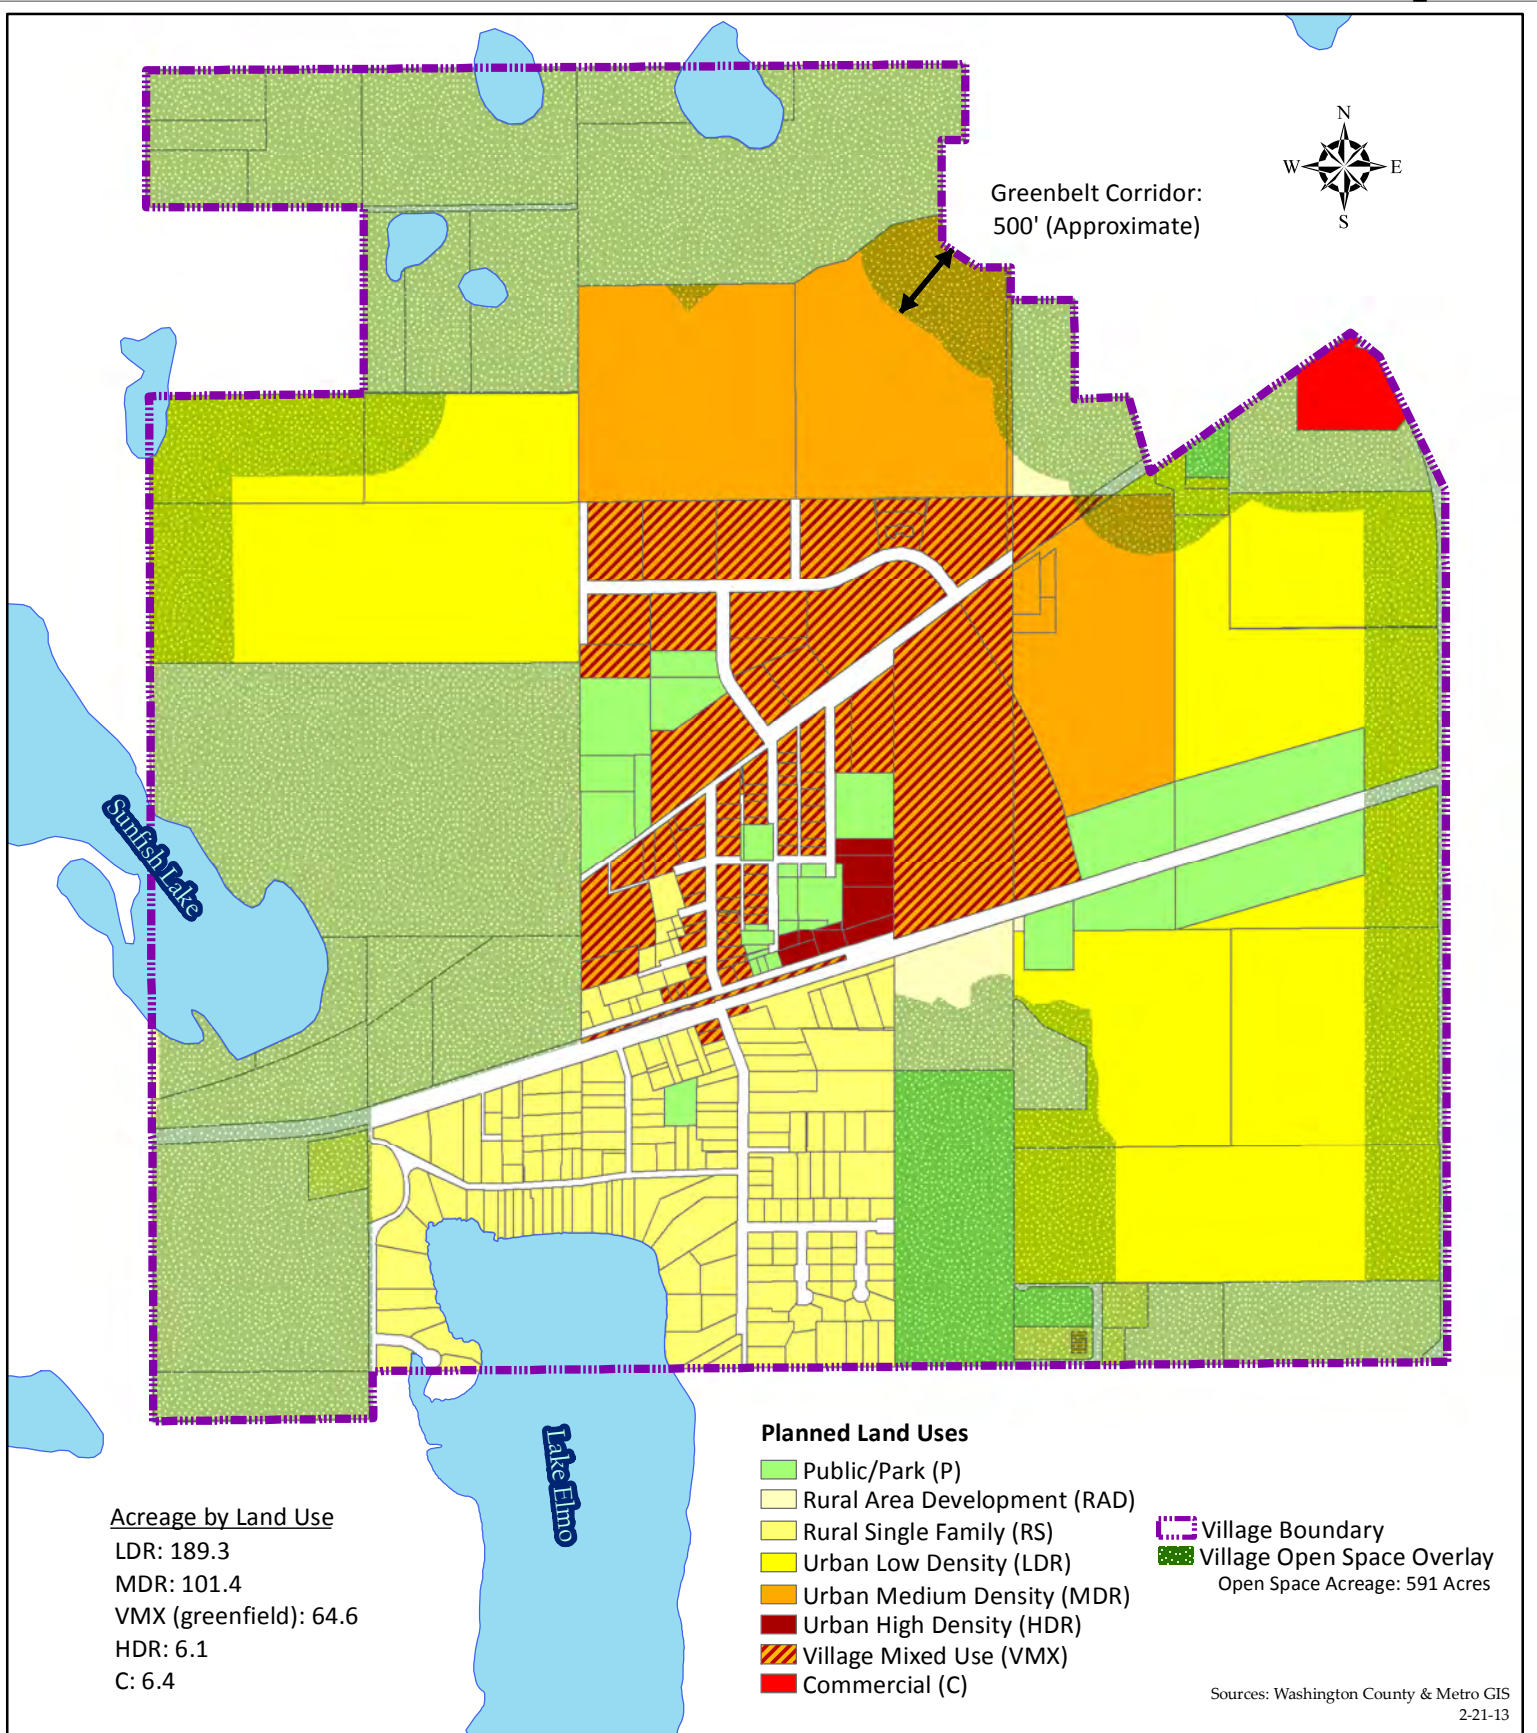 N
W
E
S
Greenbelt Corridor:
500' (Approximate)
Sunfish Lake
Lake Elmo
Planned Land Uses
Public/Park (P)
Rural Area Development (RAD)
Rural Single Family (RS)
Urban Low Density (LDR)
Urban Medium Density (MDR)
Urban High Density (HDR)
Village Mixed Use (VMX)
Commercial (C)
Village Boundary
Village Open Space Overlay
Open Space Acreage: 591 Acres
Acreage by Land Use
LDR: 189.3
MDR: 101.4
VMX (greenfield): 64.6
HDR: 6.1
C: 6.4
Sources: Washington County & Metro GIS
2-21-13